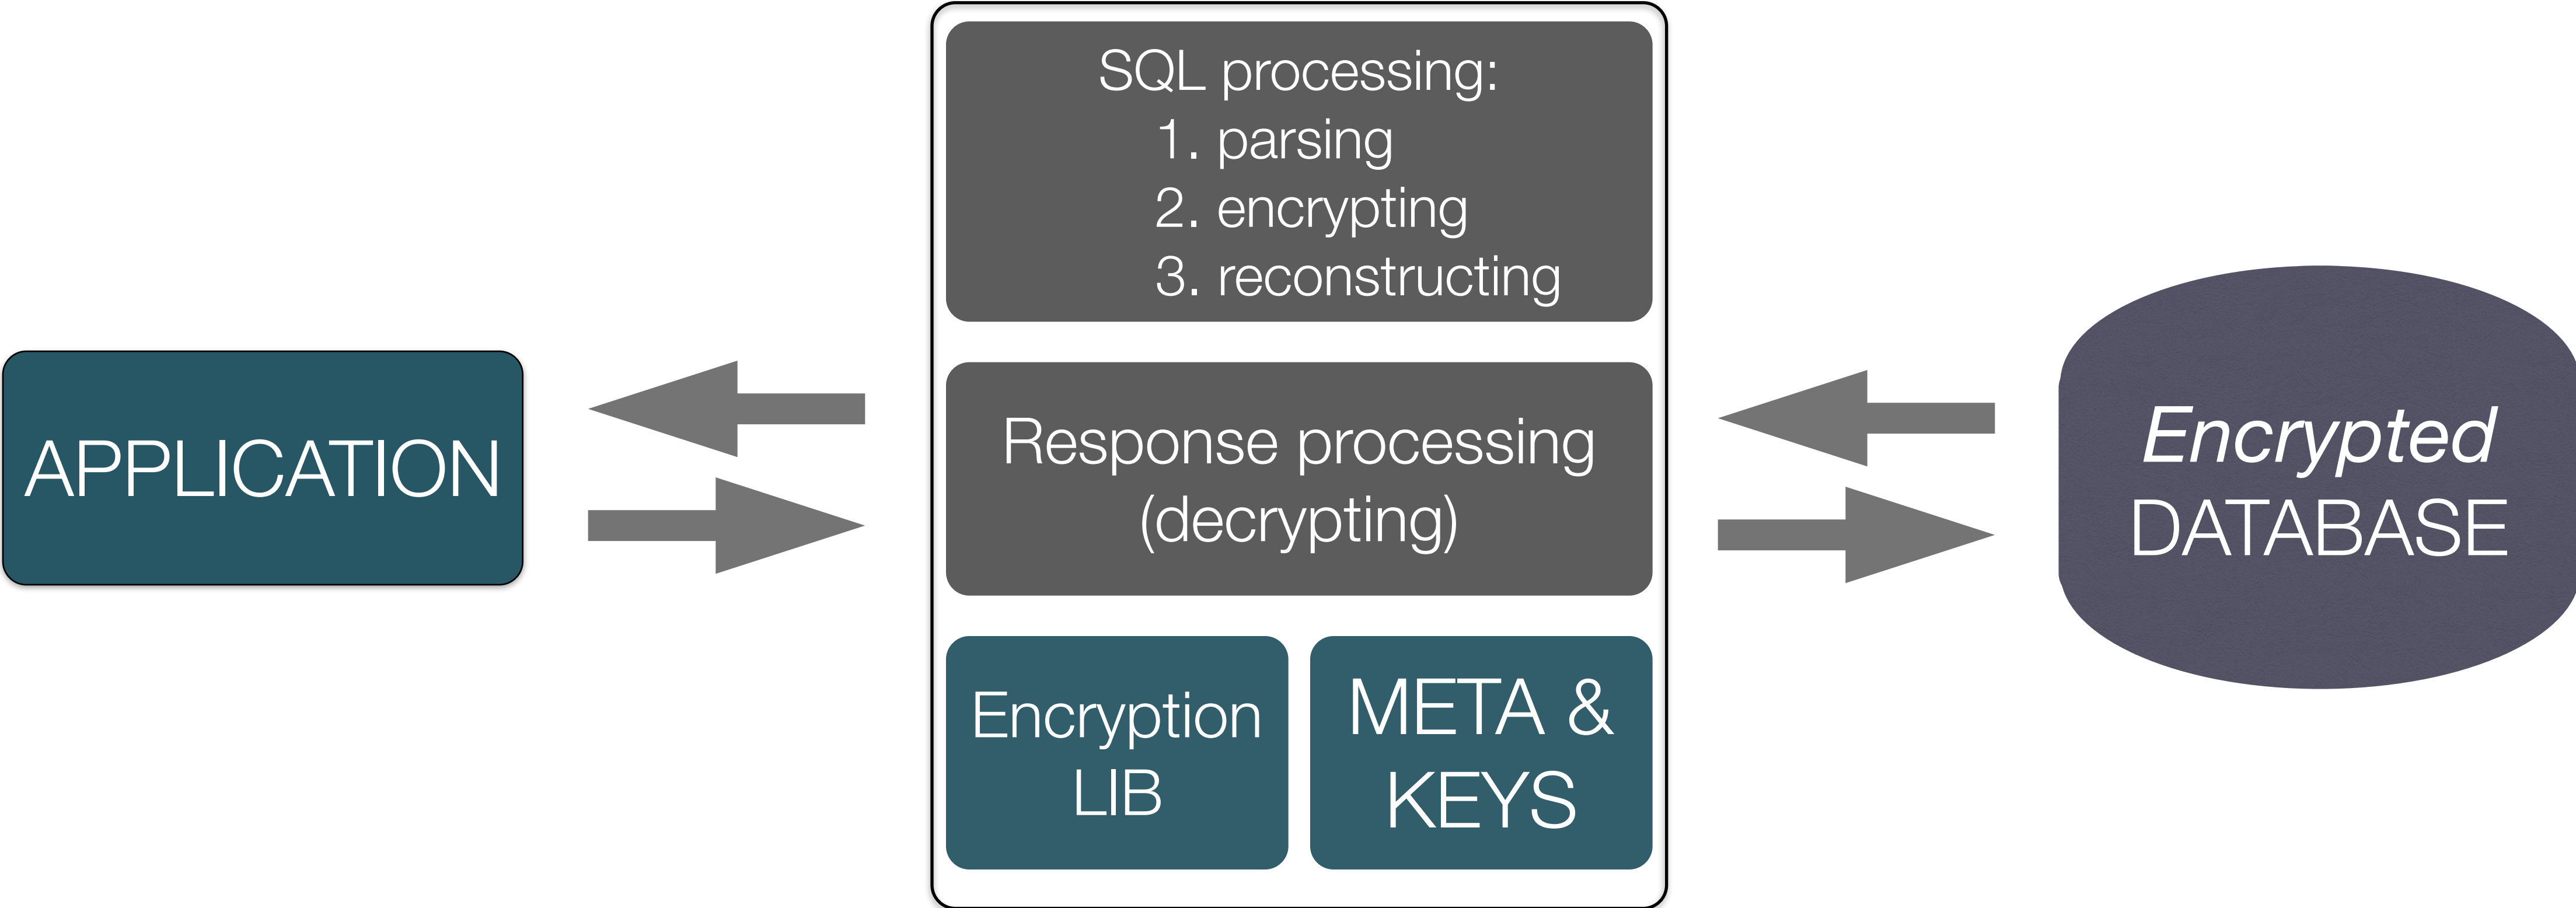 SQL processing:
1. parsing
2. encrypting
3. reconstructing
APPLICATION
Response processing
(decrypting)
Encrypted
DATABASE
Encryption
LIB
META &
KEYS